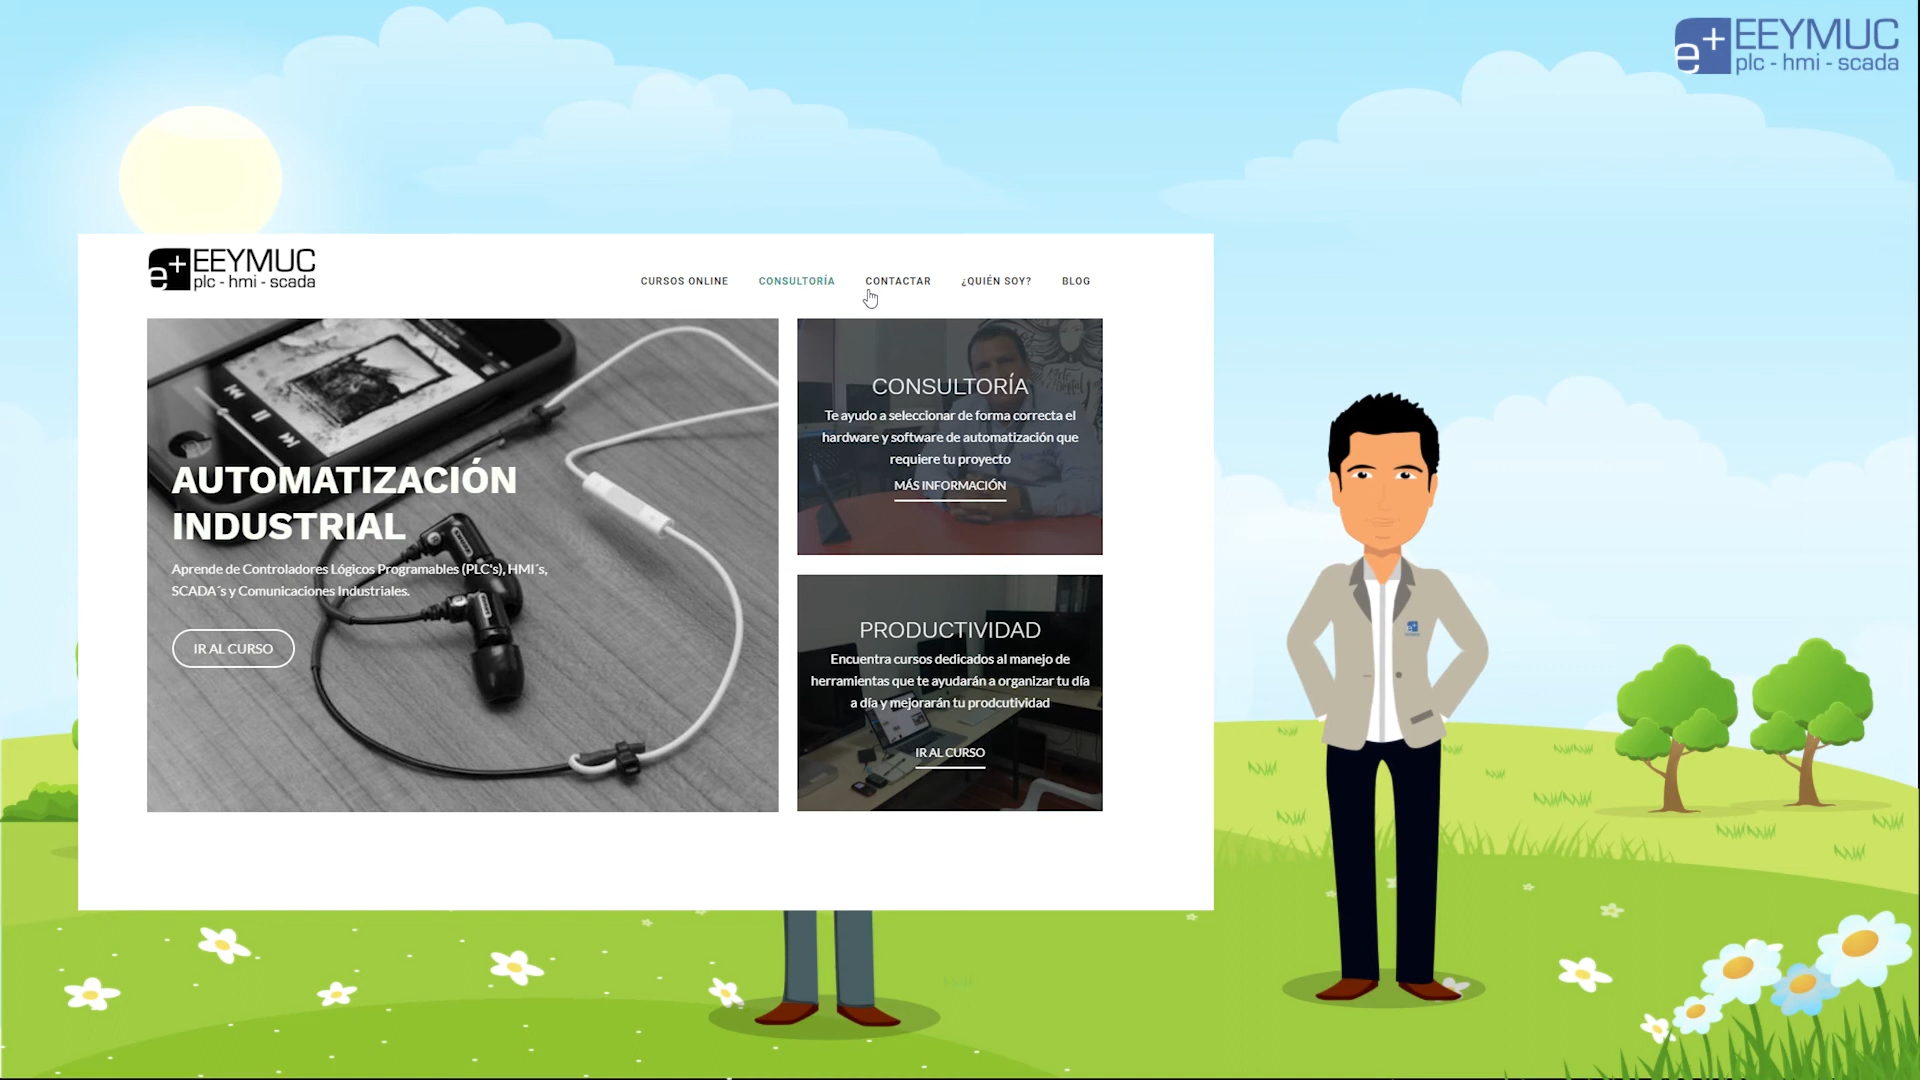 e+ EEYMUC
plc - hmi - scada
e+ EEYMUC
plc - hmi - scada
CURSOS ONLINE
CONSULTORÍA
CONTACTAR
¿QUIÉN SOY?
BLOG
AUTOMATIZACIÓN
INDUSTRIAL
Aprende de Controladores Lógicos Programables (PLC's), HMI´s,
SCADA´s y Comunicaciones Industriales.
IR AL CURSO
CONSULTORÍA
Te ayudo a seleccionar de forma correcta el
hardware y software de automatización que
requiere tu proyecto
MÁS INFORMACIÓN
PRODUCTIVIDAD
Encuentra cursos dedicados al manejo de
herramientas que te ayudarán a organizar tu día
a día y mejorarán tu prodcutividad
IR AL CURSO